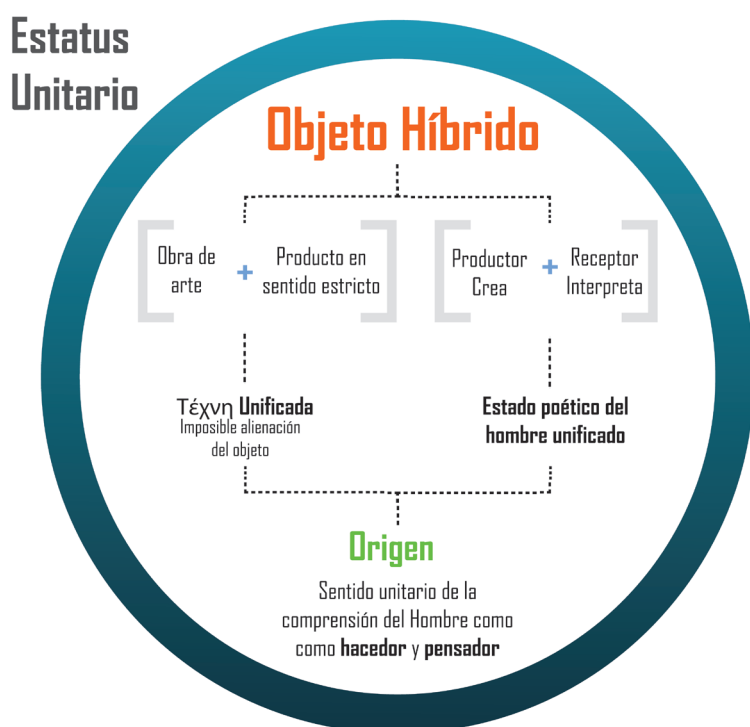 Estatus
Unitario
Objeto Híbrido
Obra de
arte
+
Producto en
sentido estricto
Productor
Crea
+
Receptor
Interpreta
Τέχνη Unificada
Imposible alienación
del objeto
Estado poético del
hombre unificado
Origen
Sentido unitario de la
comprensión del Hombre como
como hacedor y pensador